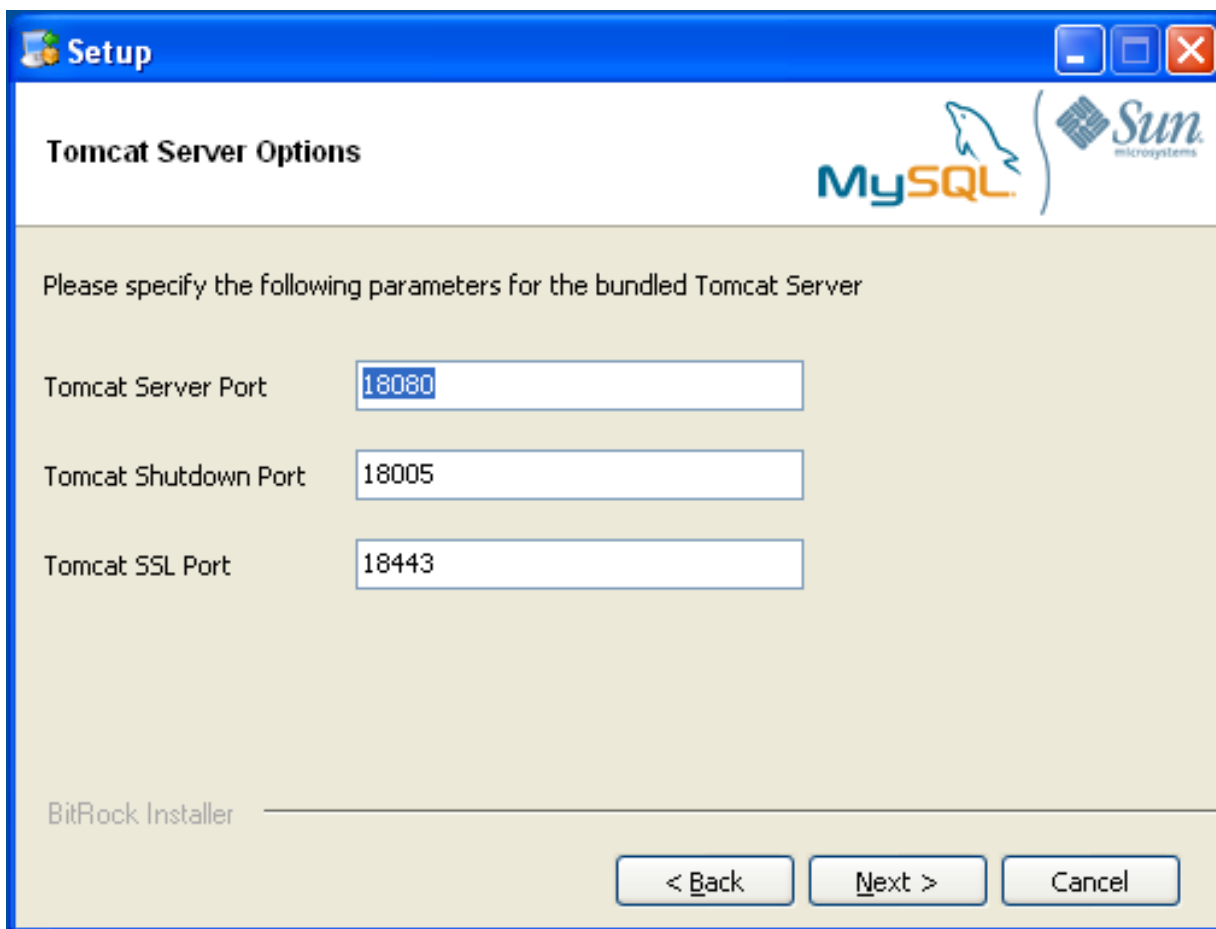 Setup
Tomcat Server Options
MySQL
Sun
microsystems
Please specify the following parameters for the bundled Tomcat Server
Tomcat Server Port 18080
Tomcat Shutdown Port 18005
Tomcat SSL Port 18443
BitRock Installer
< Back Next > Cancel